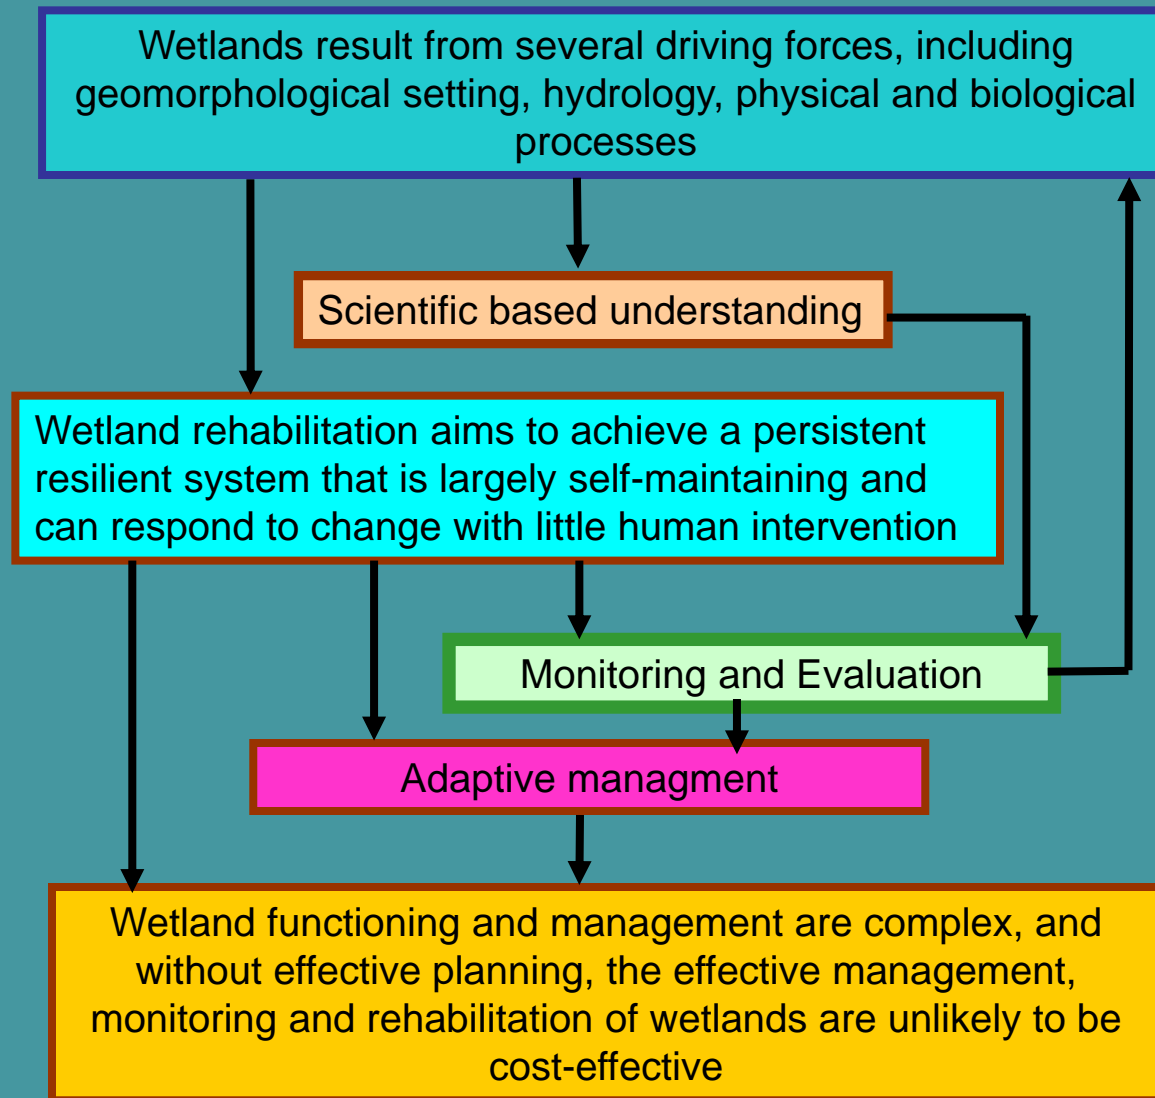 Wetlands result from several driving forces, including
geomorphological setting, hydrology, physical and biological
processes
Scientific based understanding
Wetland rehabilitation aims to achieve a persistent
resilient system that is largely self-maintaining and
can respond to change with little human intervention
Monitoring and Evaluation
Adaptive managment
Wetland functioning and management are complex, and
without effective planning, the effective management,
monitoring and rehabilitation of wetlands are unlikely to be
cost-effective